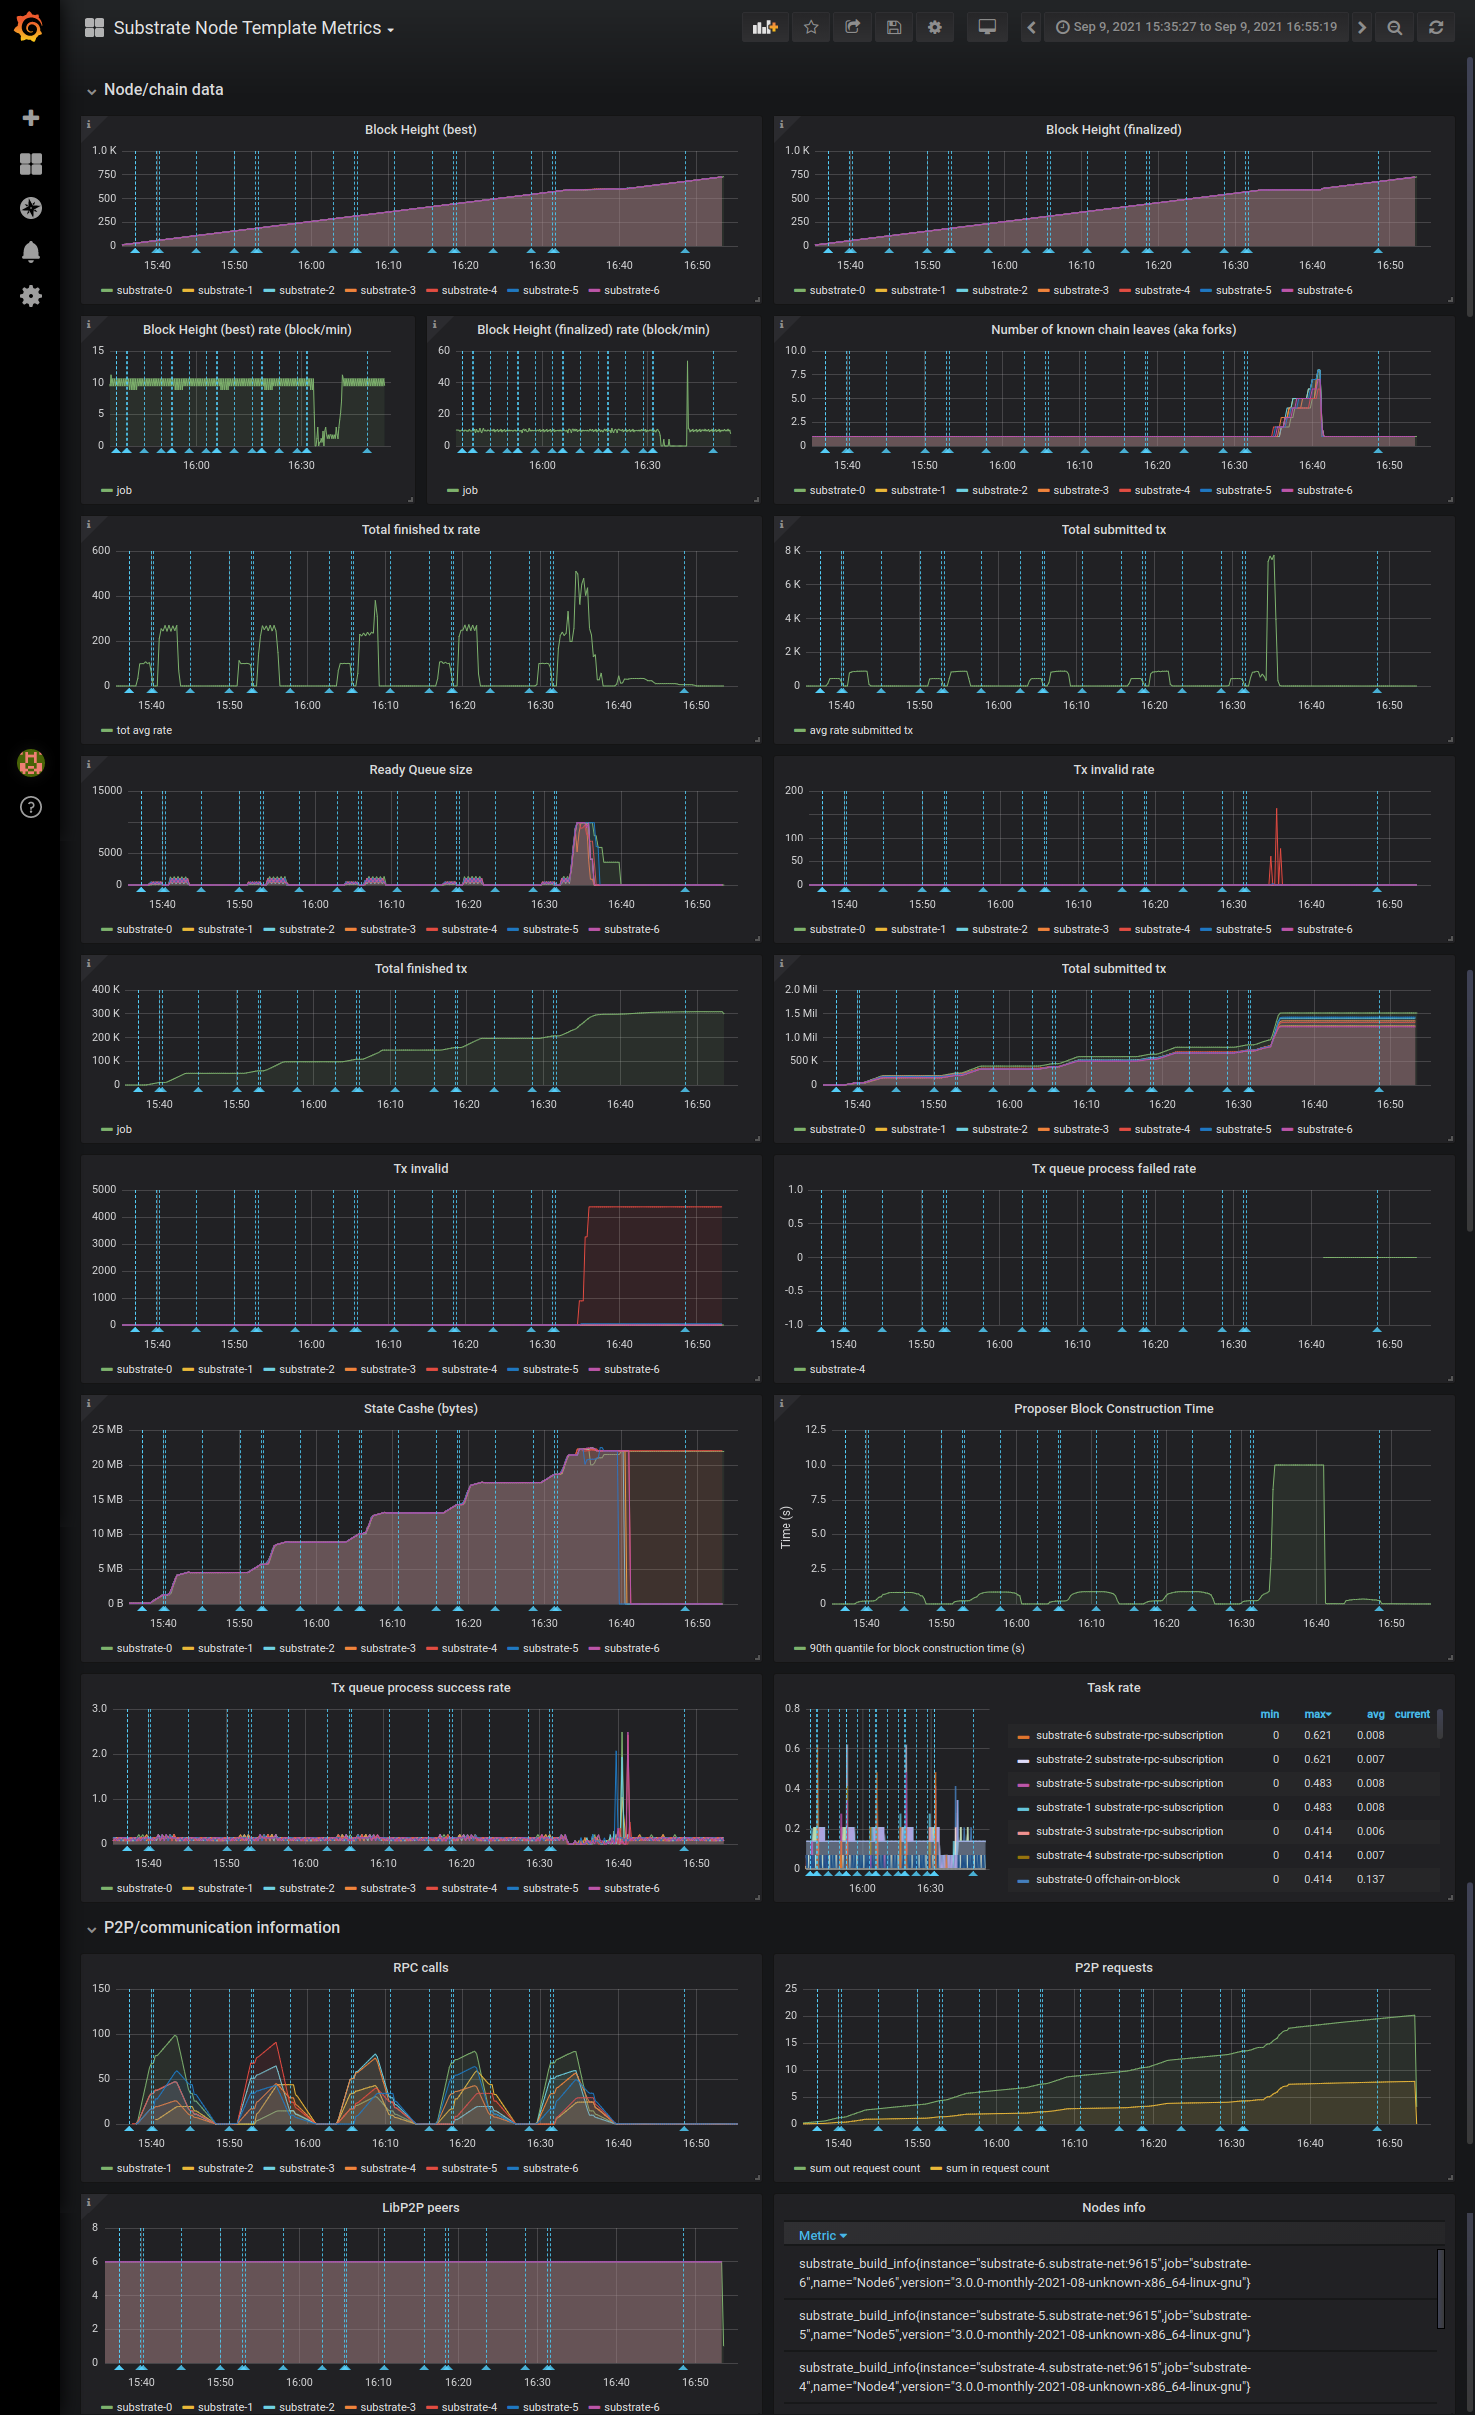 Substrate Node Template Metrics
Sep 9, 2021 15:35:27 to Sep 9, 2021 16:55:19
Node/chain data
Block Height (best)
1.0 K
750
500
250
0
15:40 15:50 16:00 16:10 16:20 16:30 16:40 16:50
substrate-0 substrate-1 substrate-2 substrate-3 substrate-4 substrate-5 substrate-6
Block Height (finalized)
1.0 K
750
500
250
0
15:40 15:50 16:00 16:10 16:20 16:30 16:40 16:50
substrate-0 substrate-1 substrate-2 substrate-3 substrate-4 substrate-5 substrate-6
Block Height (best) rate (block/min)
15
10
5
0
16:00 16:30
job
Block Height (finalized) rate (block/min)
60
40
20
0
16:00 16:30
job
Number of known chain leaves (aka forks)
10.0
7.5
5.0
2.5
0
15:40 15:50 16:00 16:10 16:20 16:30 16:40 16:50
substrate-0 substrate-1 substrate-2 substrate-3 substrate-4 substrate-5 substrate-6
Total finished tx rate
600
400
200
0
15:40 15:50 16:00 16:10 16:20 16:30 16:40 16:50
tot avg rate
Total submitted tx
8 K
6 K
4 K
2 K
0
15:40 15:50 16:00 16:10 16:20 16:30 16:40 16:50
avg rate submitted tx
Ready Queue size
15000
5000
0
15:40 15:50 16:00 16:10 16:20 16:30 16:40 16:50
substrate-0 substrate-1 substrate-2 substrate-3 substrate-4 substrate-5 substrate-6
Tx invalid rate
200
100
50
0
15:40 15:50 16:00 16:10 16:20 16:30 16:40 16:50
substrate-0 substrate-1 substrate-2 substrate-3 substrate-4 substrate-5 substrate-6
Total finished tx
400 K
300 K
200 K
100 K
0
15:40 15:50 16:00 16:10 16:20 16:30 16:40 16:50
job
Total submitted tx
2.0 Mil
1.5 Mil
1.0 Mil
500 K
0
15:40 15:50 16:00 16:10 16:20 16:30 16:40 16:50
substrate-0 substrate-1 substrate-2 substrate-3 substrate-4 substrate-5 substrate-6
Tx invalid
5000
4000
3000
2000
1000
0
15:40 15:50 16:00 16:10 16:20 16:30 16:40 16:50
substrate-0 substrate-1 substrate-2 substrate-3 substrate-4 substrate-5 substrate-6
Tx queue process failed rate
1.0
0.5
0
-0.5
-1.0
15:40 15:50 16:00 16:10 16:20 16:30 16:40 16:50
substrate-4
State Cashe (bytes)
25 MB
20 MB
15 MB
10 MB
5 MB
0 B
15:40 15:50 16:00 16:10 16:20 16:30 16:40 16:50
substrate-0 substrate-1 substrate-2 substrate-3 substrate-4 substrate-5 substrate-6
Proposer Block Construction Time
Time (s)
12.5
10.0
7.5
5.0
2.5
0
15:40 15:50 16:00 16:10 16:20 16:30 16:40 16:50
90th quantile for block construction time (s)
Tx queue process success rate
3.0
2.0
1.0
0
15:40 15:50 16:00 16:10 16:20 16:30 16:40 16:50
substrate-0 substrate-1 substrate-2 substrate-3 substrate-4 substrate-5 substrate-6
Task rate
0.8
0.6
0.4
0.2
0
16:00 16:30
min max avg current
substrate-6 substrate-rpc-subscription 0 0.621 0.008
substrate-2 substrate-rpc-subscription 0 0.621 0.007
substrate-5 substrate-rpc-subscription 0 0.483 0.008
substrate-1 substrate-rpc-subscription 0 0.483 0.008
substrate-3 substrate-rpc-subscription 0 0.414 0.006
substrate-4 substrate-rpc-subscription 0 0.414 0.007
substrate-0 offchain-on-block 0 0.414 0.137
P2P/communication information
RPC calls
150
100
50
0
15:40 15:50 16:00 16:10 16:20 16:30 16:40 16:50
substrate-1 substrate-2 substrate-3 substrate-4 substrate-5 substrate-6
P2P requests
25
20
15
10
5
0
15:40 15:50 16:00 16:10 16:20 16:30 16:40 16:50
sum out request count sum in request count
LibP2P peers
8
6
4
2
0
15:40 15:50 16:00 16:10 16:20 16:30 16:40 16:50
substrate-0 substrate-1 substrate-2 substrate-3 substrate-4 substrate-5 substrate-6
Nodes info
Metric
substrate_build_info{instance="substrate-6.substrate-net:9615",job="substrate-
6",name="Node6",version="3.0.0-monthly-2021-08-unknown-x86_64-linux-gnu"}
substrate_build_info{instance="substrate-5.substrate-net:9615",job="substrate-
5",name="Node5",version="3.0.0-monthly-2021-08-unknown-x86_64-linux-gnu"}
substrate_build_info{instance="substrate-4.substrate-net:9615",job="substrate-
4",name="Node4",version="3.0.0-monthly-2021-08-unknown-x86_64-linux-gnu"}